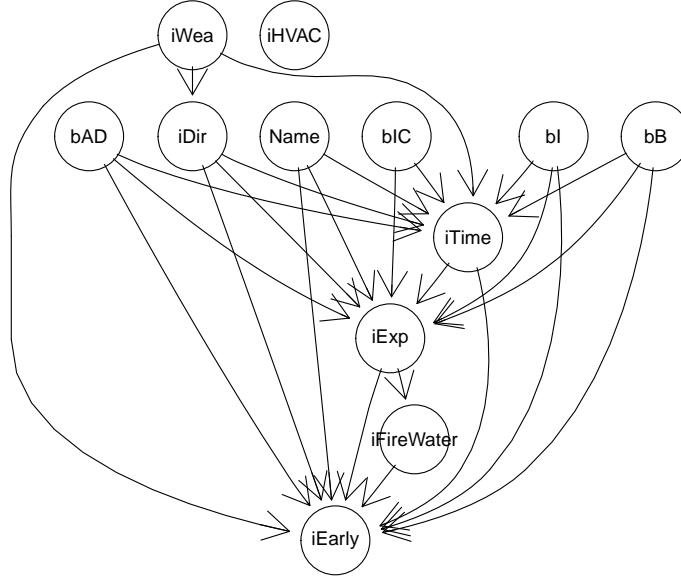 iWea
iHVAC
bAD
iDir
Name
bIC
bI
bB
iTime
iExp
iFireWater
iEarly